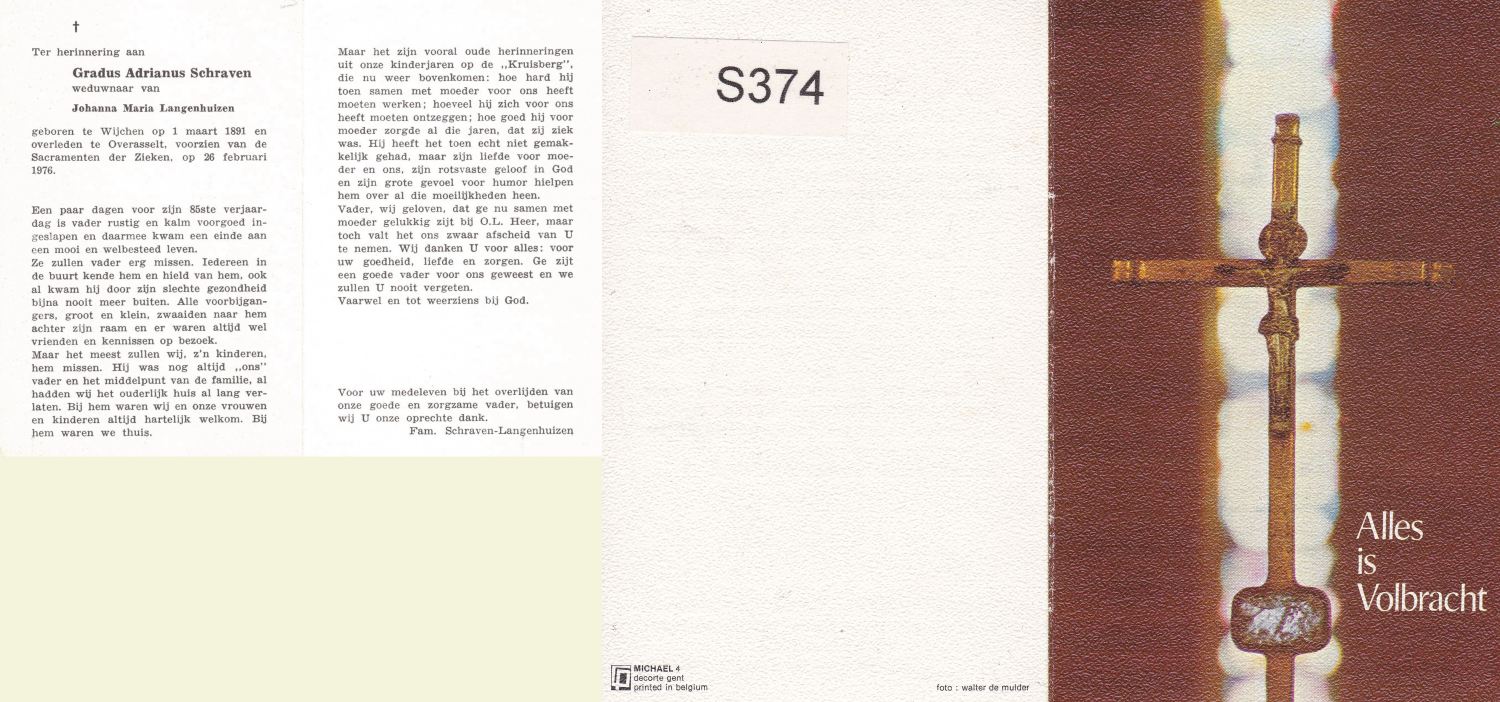 †
Ter herinnering aan
Gradus Adrianus Schraven
weduwnaar van
Johanna Maria Langenhuizen
geboren te Wijchen op 1 maart 1891 en
overleden te Overasselt, voorzien van de
Sacramenten der Zieken, op 26 februari
1976.
Een paar dagen voor zijn 85ste verjaar-
dag is vader rustig en kalm voorgoed in-
geslapen en daarmee kwam een einde aan
een mooi en welbesteed leven.
Ze zullen vader erg missen. Iedereen in
de buurt kende hem en hield van hem, ook
al kwam hij door zijn slechte gezondheid
bijna nooit meer buiten. Alle voorbijgan-
gers, groot en klein, zwaaiden naar hem
achter zijn raam en er waren altijd wel
vrienden en kennissen op bezoek.
Maar het meest zullen wij, z'n kinderen,
hem missen. Hij was nog altijd ,,ons''
vader en het middelpunt van de familie, al
hadden wij het ouderlijk huis al lang ver-
laten. Bij hem waren wij en onze vrouwen
en kinderen altijd hartelijk welkom. Bij
hem waren we thuis.
Maar het zijn vooral oude herinneringen
uit onze kinderjaren op de ,,Kruisberg'',
die nu weer bovenkomen: hoe hard hij
toen samen met moeder voor ons heeft
moeten werken; hoeveel hij zich voor ons
heeft moeten ontzeggen; hoe goed hij voor
moeder zorgde al die jaren, dat zij ziek
was. Hij heeft het toen echt niet gemak-
kelijk gehad, maar zijn liefde voor moe-
der en ons, zijn rotsvaste geloof in God
en zijn grote gevoel voor humor hielpen
hem over al die moeilijkheden heen.
Vader, wij geloven, dat ge nu samen met
moeder gelukkig zijt bij O.L. Heer, maar
toch valt het ons zwaar afscheid van U
te nemen. Wij danken U voor alles: voor
uw goedheid, liefde en zorgen. Ge zijt
een goede vader voor ons geweest en we
zullen U nooit vergeten.
Vaarwel en tot weerziens bij God.
Voor uw medeleven bij het overlijden van
onze goede en zorgzame vader, betuigen
wij U onze oprechte dank.
Fam. Schraven-Langenhuizen
S374
MICHAEL 4
decorte gent
printed in belgium
foto : walter de mulder
Alles
is
Volbracht